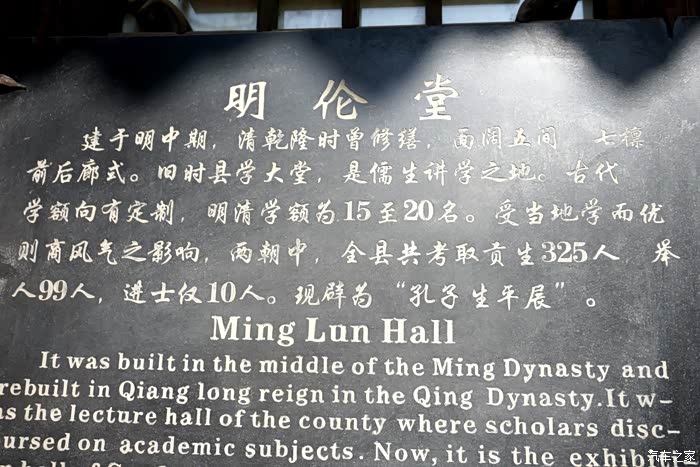 明伦堂
建于明中期，清乾隆时曾修缮，面阔五间 七檩
前后廊式。旧时县学大堂，是儒生讲学之地。古代
学额向有定制，明清学额为15至20名。受当地学而优
则商风气之影响，两朝中，全县共考取贡生325人 举
人99人，进士仅10人。现辟为“孔子生平展”。
Ming Lun Hall
It was built in the middle of the Ming Dynasty and
rebuilt in Qiang long reign in the Qing Dynasty.It w-
as the lecture hall of the county where scholars disc-
oursed on academic subjects. Now, it is the exhibiti
汽车之家